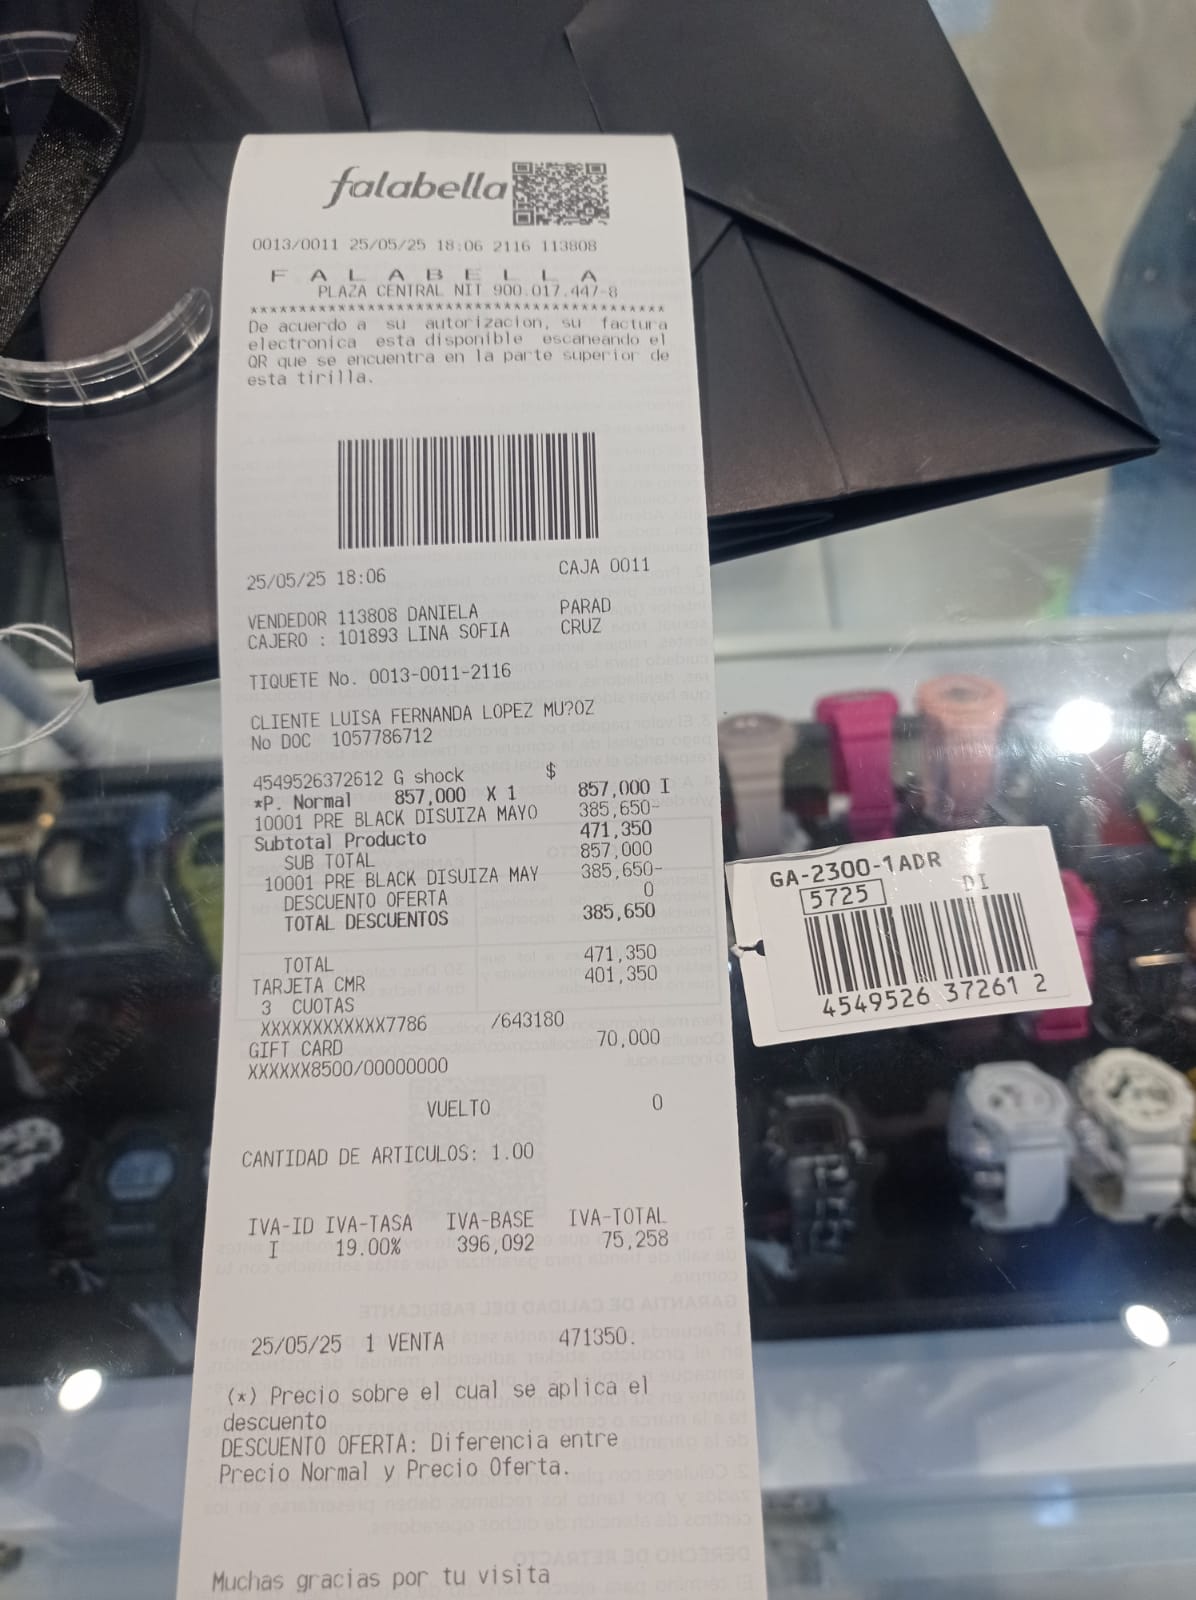 falabella
0013/0011 25/05/25 18:06 2116 113808
F A L A B E L L A
PLAZA CENTRAL NIT 900.017.447-8
****************************************
De acuerdo a su autorizacion, su factura
electronica esta disponible escaneando el
QR que se encuentra en la parte superior de
esta tirilla.
25/05/25 18:06 CAJA 0011
VENDEDOR 113808 DANIELA PARAD
CAJERO : 101893 LINA SOFIA CRUZ
TIQUETE No. 0013-0011-2116
CLIENTE LUISA FERNANDA LOPEZ MU?OZ
No DOC 1057786712
$
4549526372612 G shock
*P. Normal 857,000 X 1 857,000 I
10001 PRE BLACK DISUIZA MAYO 385,650-
Subtotal Producto 471,350
SUB TOTAL 857,000
10001 PRE BLACK DISUIZA MAY 385,650-
DESCUENTO OFERTA 0
TOTAL DESCUENTOS 385,650
TOTAL 471,350
TARJETA CMR 401,350
3 CUOTAS
XXXXXXXXXXXX7786 /643180
GIFT CARD 70,000
XXXXXX8500/00000000
VUELTO 0
CANTIDAD DE ARTICULOS: 1.00
IVA-ID IVA-TASA IVA-BASE IVA-TOTAL
I 19.00% 396,092 75,258
25/05/25 1 VENTA 471350.
(*) Precio sobre el cual se aplica el
descuento
DESCUENTO OFERTA: Diferencia entre
Precio Normal y Precio Oferta.
Muchas gracias por tu visita
GA-2300-1ADR
5725 DI
4549526 37261 2